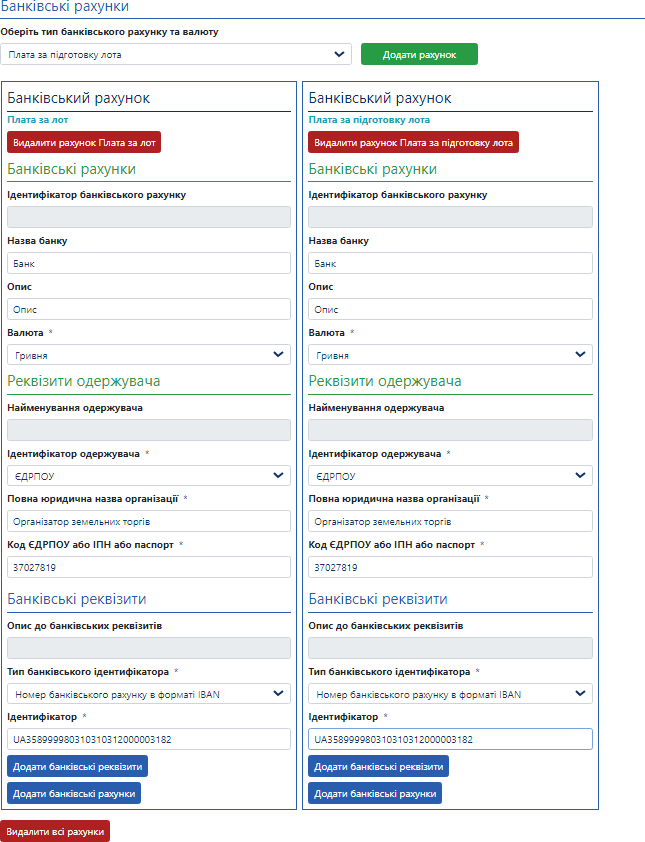 Банківські рахунки
Оберіть тип банківського рахунку та валюту
Плата за підготовку лота
Додати рахунок
Банківський рахунок
Плата за лот
Видалити рахунок Плата за лот
Банківські рахунки
Ідентифікатор банківського рахунку
Назва банку
Банк
Опис
Опис
Валюта *
Гривня
Реквізити одержувача
Найменування одержувача
Ідентифікатор одержувача *
ЄДРПОУ
Повна юридична назва організації *
Організатор земельних торгів
Код ЄДРПОУ або ІПН або паспорт *
37027819
Банківські реквізити
Опис до банківських реквізитів
Тип банківського ідентифікатора *
Номер банківського рахунку в форматі IBAN
Ідентифікатор *
UA358999980310310312000003182
Додати банківські реквізити
Додати банківські рахунки
Банківський рахунок
Плата за підготовку лота
Видалити рахунок Плата за підготовку лота
Банківські рахунки
Ідентифікатор банківського рахунку
Назва банку
Банк
Опис
Опис
Валюта *
Гривня
Реквізити одержувача
Найменування одержувача
Ідентифікатор одержувача *
ЄДРПОУ
Повна юридична назва організації *
Організатор земельних торгів
Код ЄДРПОУ або ІПН або паспорт *
37027819
Банківські реквізити
Опис до банківських реквізитів
Тип банківського ідентифікатора *
Номер банківського рахунку в форматі IBAN
Ідентифікатор *
UA358999980310310312000003182
Додати банківські реквізити
Додати банківські рахунки
Видалити всі рахунки